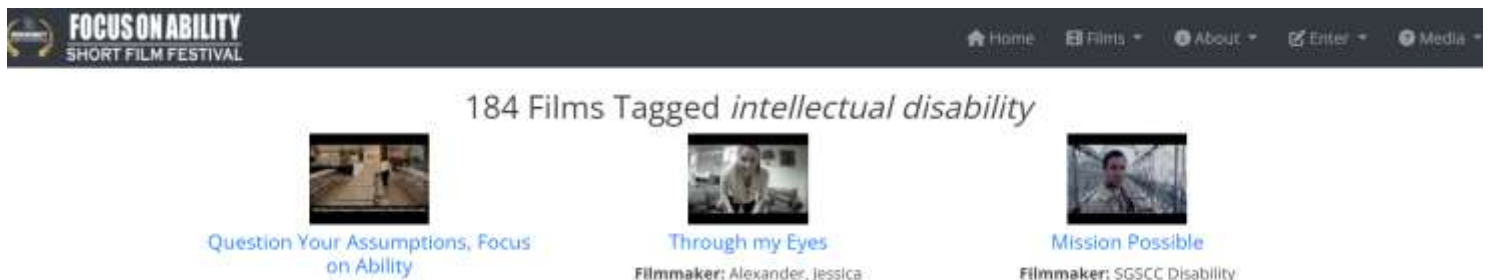 FOCUS ON ABILITY
SHORT FILM FESTIVAL
Home Films About Enter Media
184 Films Tagged intellectual disability
Question Your Assumptions, Focus
on Ability
Through my Eyes
Filmmaker: Alexander, Jessica
Mission Possible
Filmmaker: SGSCC Disability